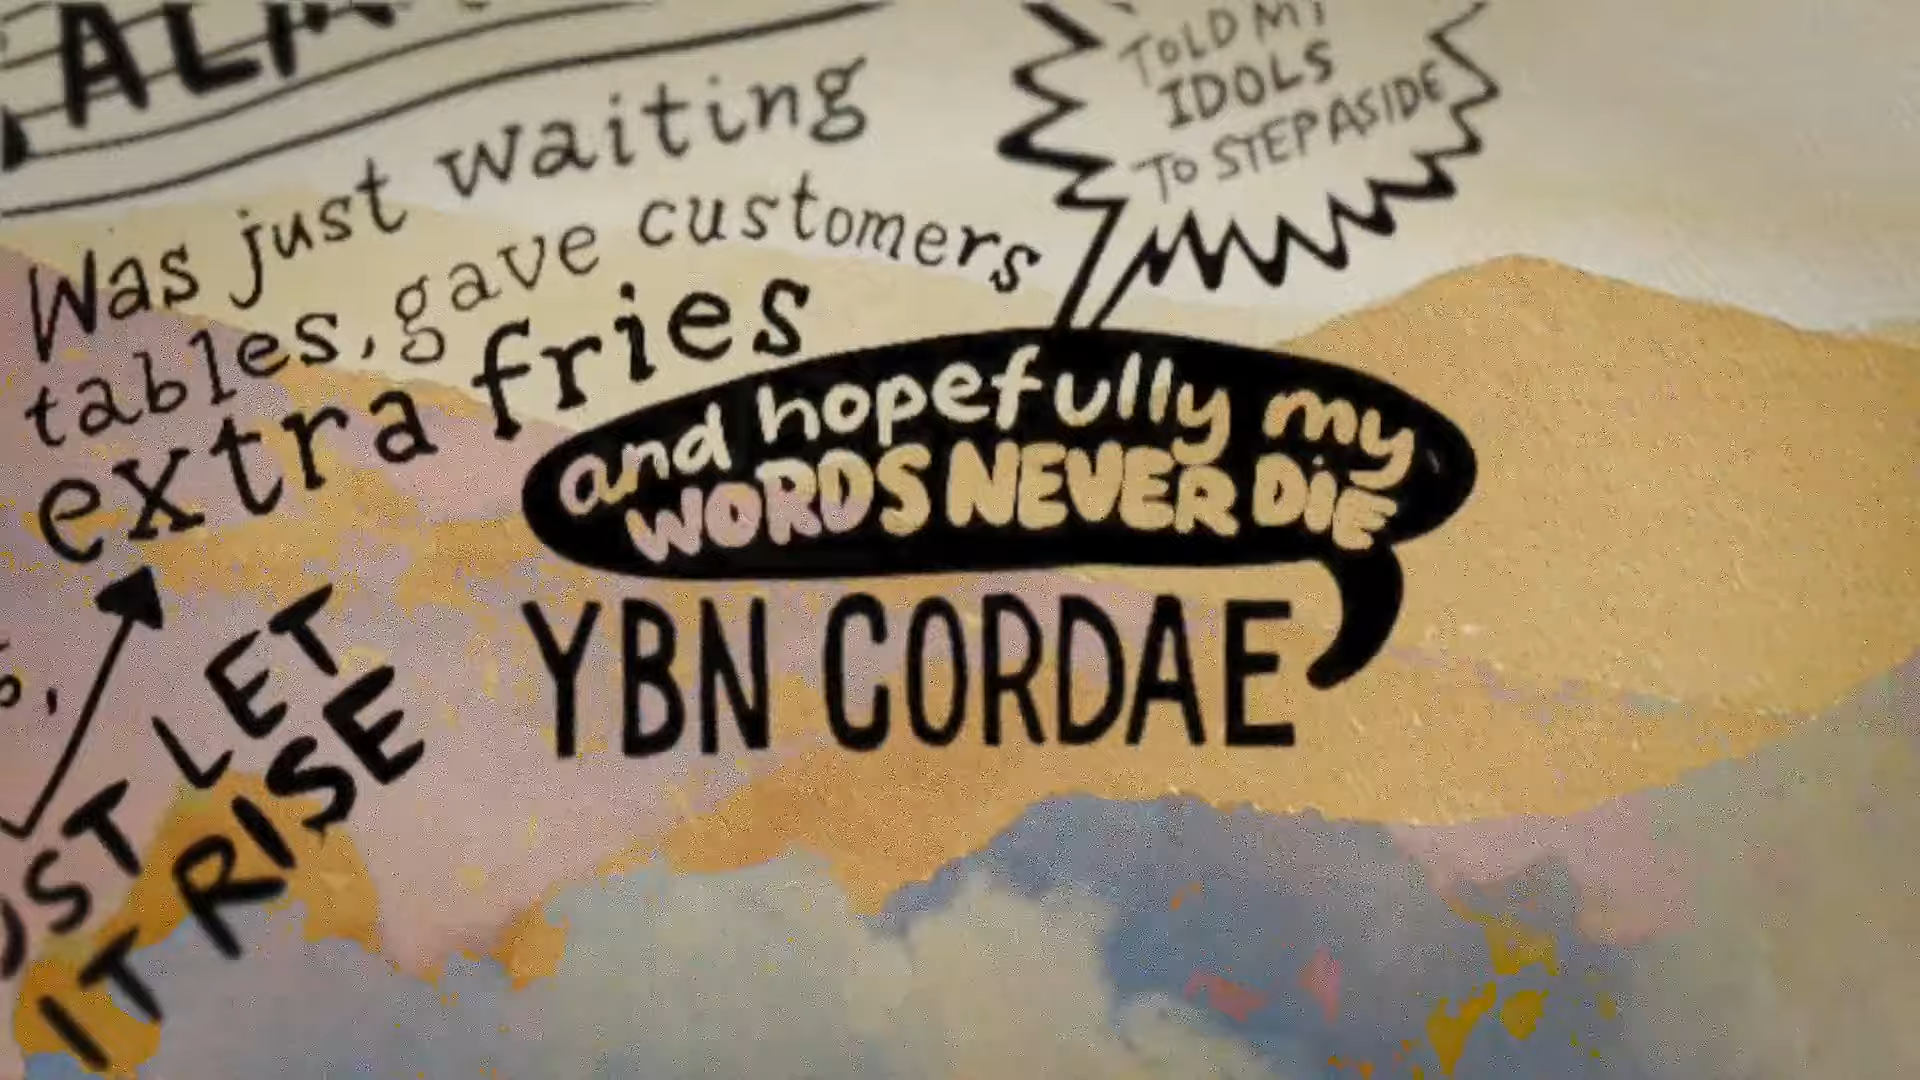 Was just waiting
tables, gave customers
extra fries
TOLD MY
IDOLS
TO STEP ASIDE
and hopefully my
WORDS NEVER DIE
YBN CORDAE
LET
IT RISE